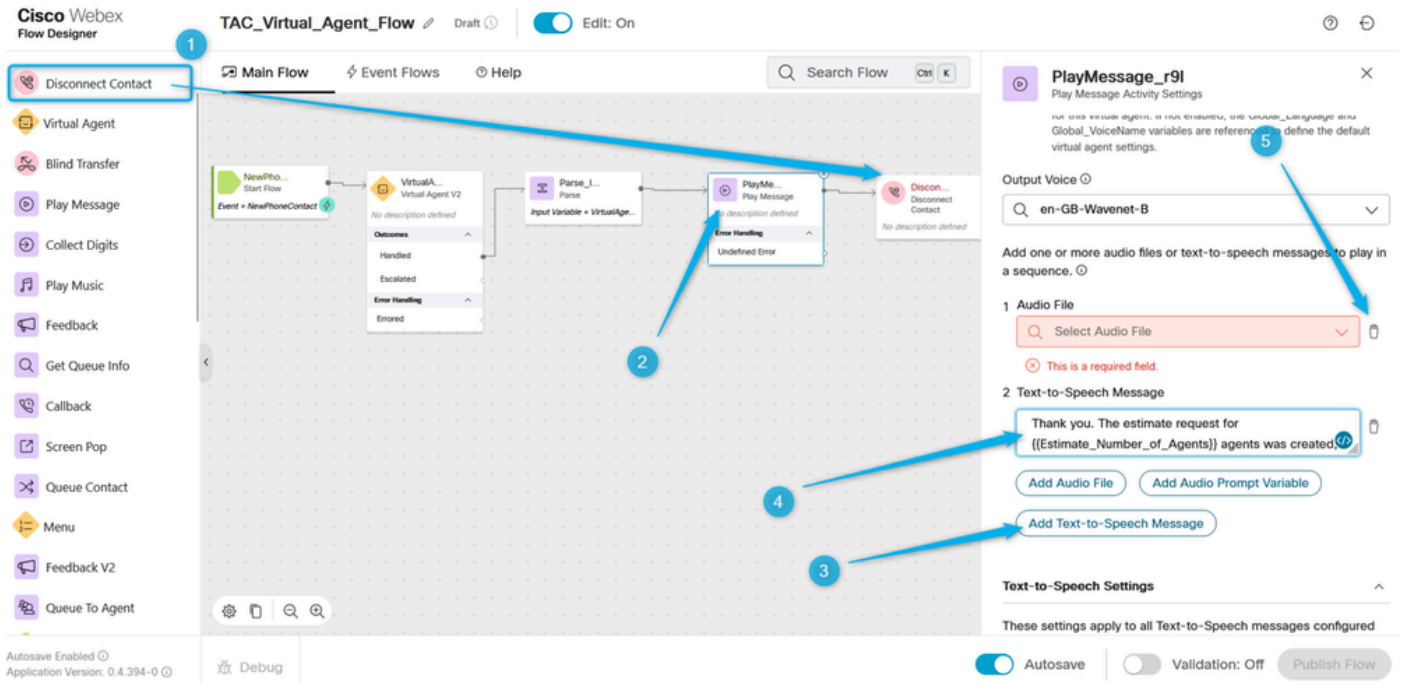 Cisco Webex
Flow Designer
TAC_Virtual_Agent_Flow
Draft
Edit: On
1
Disconnect Contact
Virtual Agent
Blind Transfer
Play Message
Collect Digits
Play Music
Feedback
Get Queue Info
Callback
Screen Pop
Queue Contact
Menu
Feedback V2
Queue To Agent
Autosave Enabled
Application Version: 0.4.394-0
Main Flow
Event Flows
Help
Search Flow
Ctrl
K
NewPho...
Start Flow
Event = NewPhoneContact
VirtualA...
Virtual Agent V2
No description defined
Outcomes
Handled
Escalated
Error Handling
Errored
Parse_I...
Parse
Input Variable = VirtualAge...
PlayMe...
Play Message
No description defined
Error Handling
Undefined Error
Discon...
Disconnect
Contact
No description defined
2
4
3
5
Debug
PlayMessage_r9l
Play Message Activity Settings
for this virtual agent. If not enabled, the Global_Language and
Global_VoiceName variables are referenced to define the default
virtual agent settings.
Output Voice
en-GB-Wavenet-B
Add one or more audio files or text-to-speech messages to play in
a sequence.
1 Audio File
Select Audio File
This is a required field.
2 Text-to-Speech Message
Thank you. The estimate request for
{{Estimate_Number_of_Agents}} agents was created,
Add Audio File
Add Audio Prompt Variable
Add Text-to-Speech Message
Text-to-Speech Settings
These settings apply to all Text-to-Speech messages configured
Autosave
Validation: Off
Publish Flow